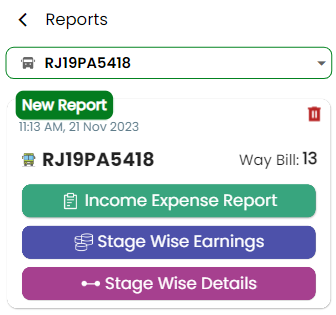 Reports
RJ19PA5418
New Report
11:13 AM, 21 Nov 2023
RJ19PA5418 Way Bill: 13
Income Expense Report
Stage Wise Earnings
Stage Wise Details